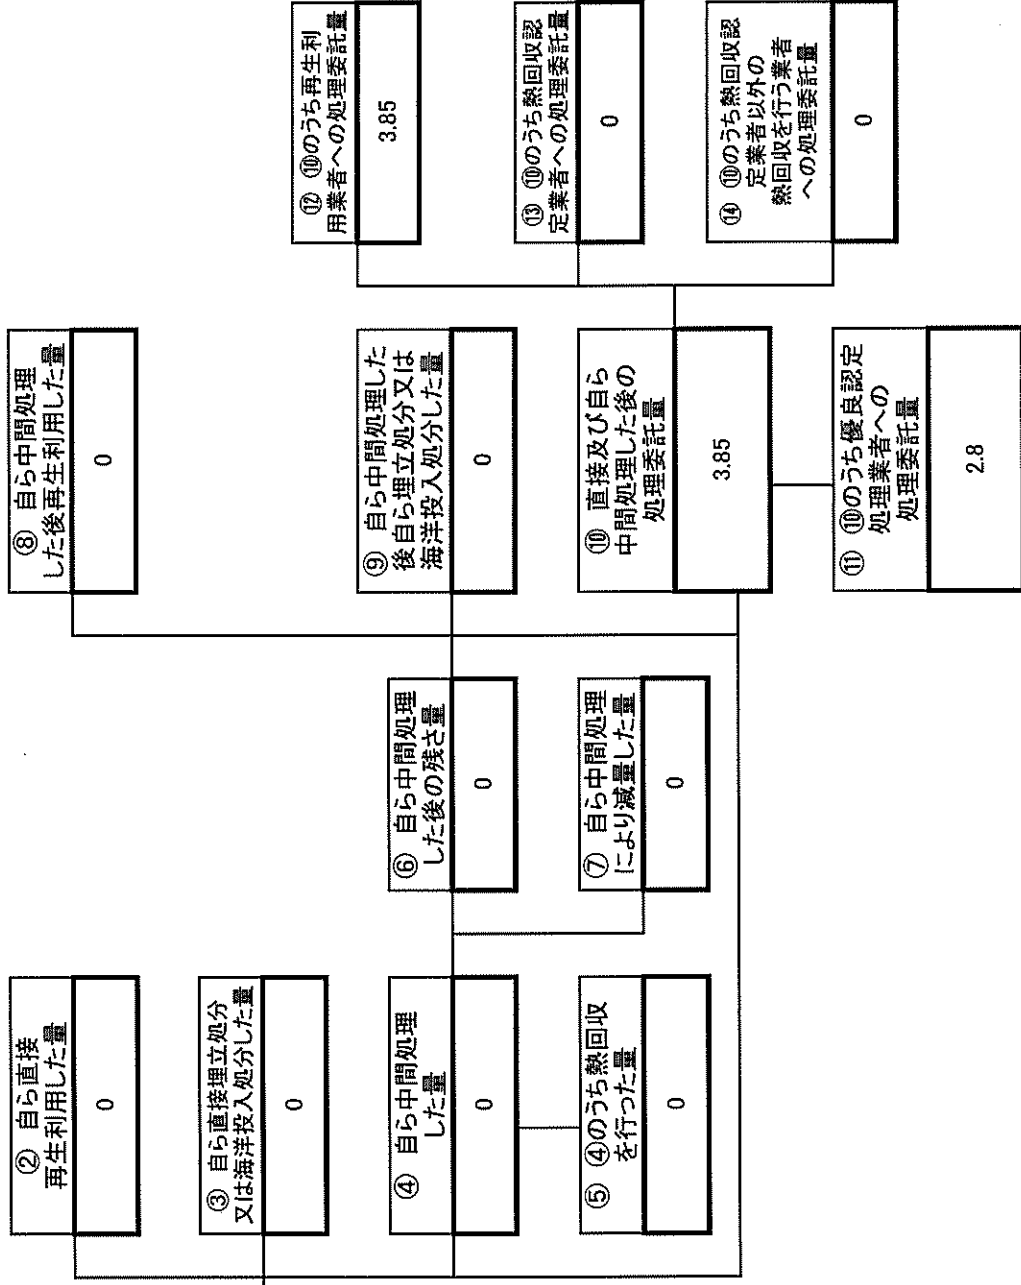 ② 自ら直接
再生利用した量
0
③ 自ら直接埋立処分
又は海洋投入処分した量
0
④ 自ら中間処理
した量
0
⑤ ④のうち熱回収
を行った量
0
⑥ 自ら中間処理
した後の残さ量
0
⑦ 自ら中間処理
により減量した量
0
⑧ 自ら中間処理
した後再生利用した量
0
⑨ 自ら中間処理した
後自ら埋立処分又は
海洋投入処分した量
0
⑩ 直接及び自ら
中間処理した後の
処理委託量
3.85
⑪ ⑩のうち優良認定
処理業者への
処理委託量
2.8
⑫ ⑩のうち再生利
用業者への処理委託量
3.85
⑬ ⑩のうち熱回収認
定業者への処理委託量
0
⑭ ⑩のうち熱回収認
定業者以外の
熱回収を行う業者
への処理委託量
0